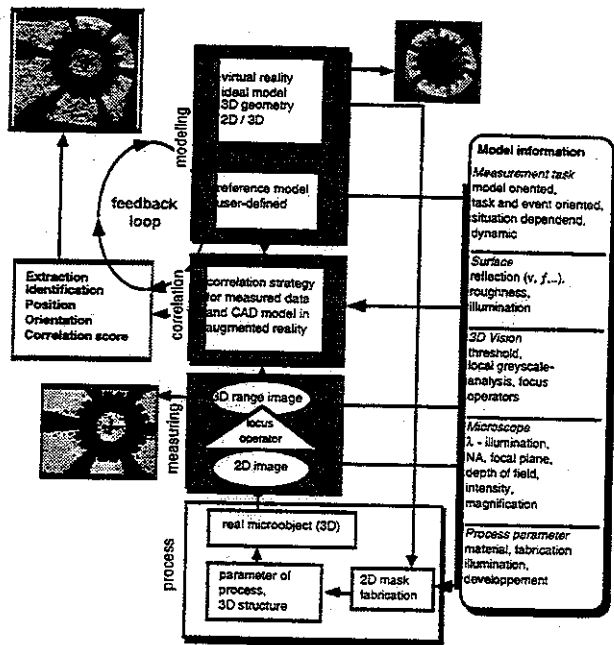 modeling
virtual reality
ideal model
3D geometry
2D / 3D
reference model
user-defined
feedback
loop
Extraction
Identification
Position
Orientation
Correlation score
correlation
correlation strategy
for measured data
and CAD model in
augmented reality
measuring
3D range image
focus
operator
2D image
process
real microobject (3D)
parameter of
process,
3D structure
2D mask
fabrication
Model information
Measurement task
model oriented,
task and event oriented,
situation dependend,
dynamic
Surface
reflection (v, f,...),
roughness,
illumination
3D Vision
threshold,
local greyscale-
analysis, focus
operators
Microscope
λ - illumination,
NA, focal plane,
depth of field,
intensity,
magnification
Process parameter
material, fabrication
illumination,
developpement